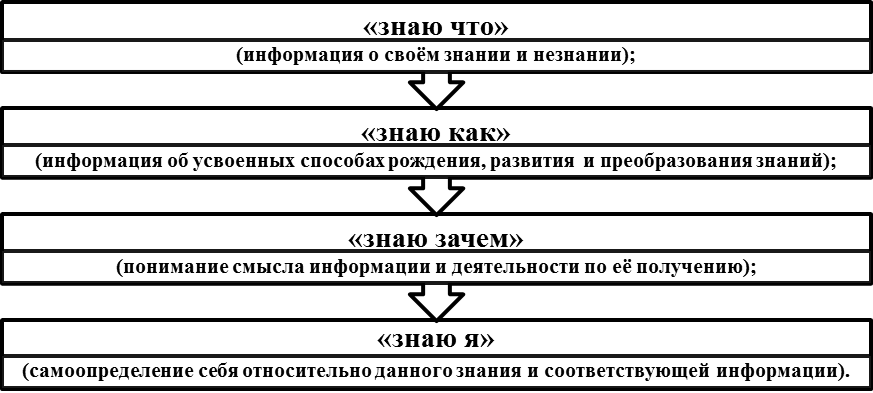 «знаю что»
(информация о своём знании и незнании);
«знаю как»
(информация об усвоенных способах рождения, развития и преобразования знаний);
«знаю зачем»
(понимание смысла информации и деятельности по её получению);
«знаю я»
(самоопределение себя относительно данного знания и соответствующей информации).